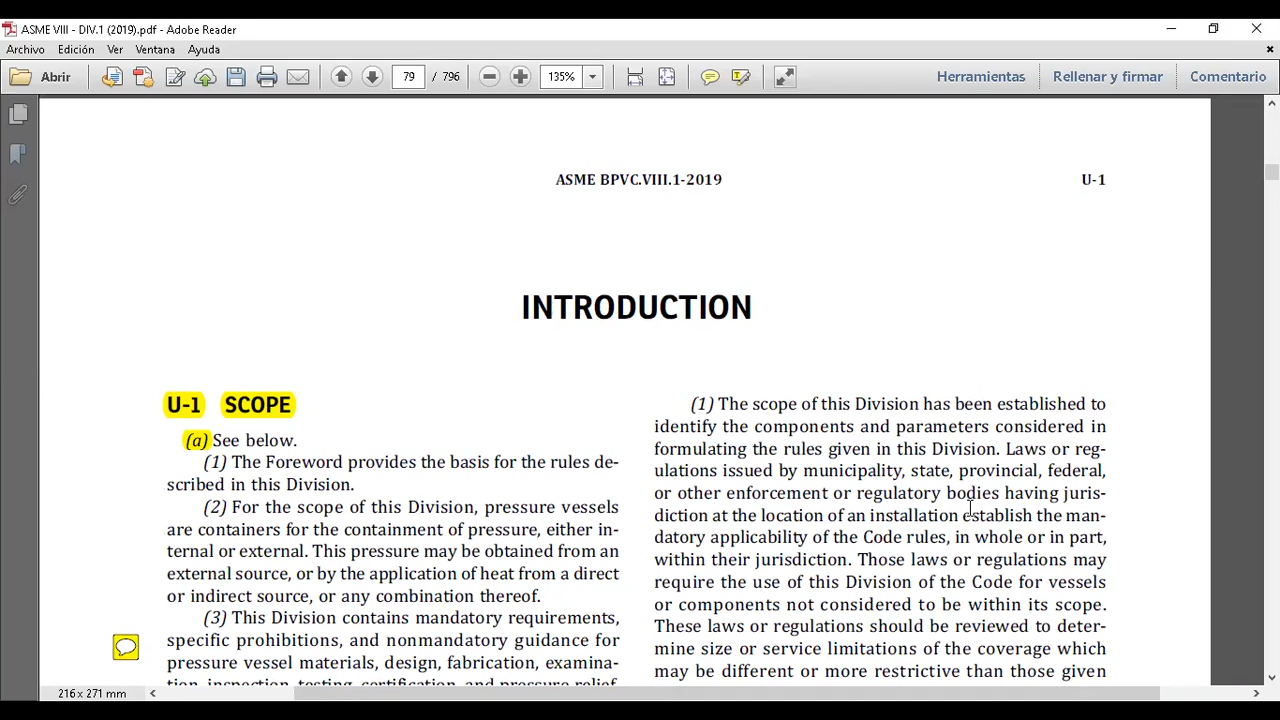 ASME VIII - DIV.1 (2019).pdf - Adobe Reader
Archivo Edición Ver Ventana Ayuda
Abrir 79 / 796 135% Herramientas Rellenar y firmar Comentario
ASME BPVC.VIII.1-2019 U-1
INTRODUCTION
U-1 SCOPE
(a) See below.
(1) The Foreword provides the basis for the rules de-
scribed in this Division.
(2) For the scope of this Division, pressure vessels
are containers for the containment of pressure, either in-
ternal or external. This pressure may be obtained from an
external source, or by the application of heat from a direct
or indirect source, or any combination thereof.
(3) This Division contains mandatory requirements,
specific prohibitions, and nonmandatory guidance for
pressure vessel materials, design, fabrication, examina-
tion, inspection, testing, certification, and pressure relief.
(1) The scope of this Division has been established to
identify the components and parameters considered in
formulating the rules given in this Division. Laws or reg-
ulations issued by municipality, state, provincial, federal,
or other enforcement or regulatory bodies having juris-
diction at the location of an installation establish the man-
datory applicability of the Code rules, in whole or in part,
within their jurisdiction. Those laws or regulations may
require the use of this Division of the Code for vessels
or components not considered to be within its scope.
These laws or regulations should be reviewed to deter-
mine size or service limitations of the coverage which
may be different or more restrictive than those given
216 x 271 mm